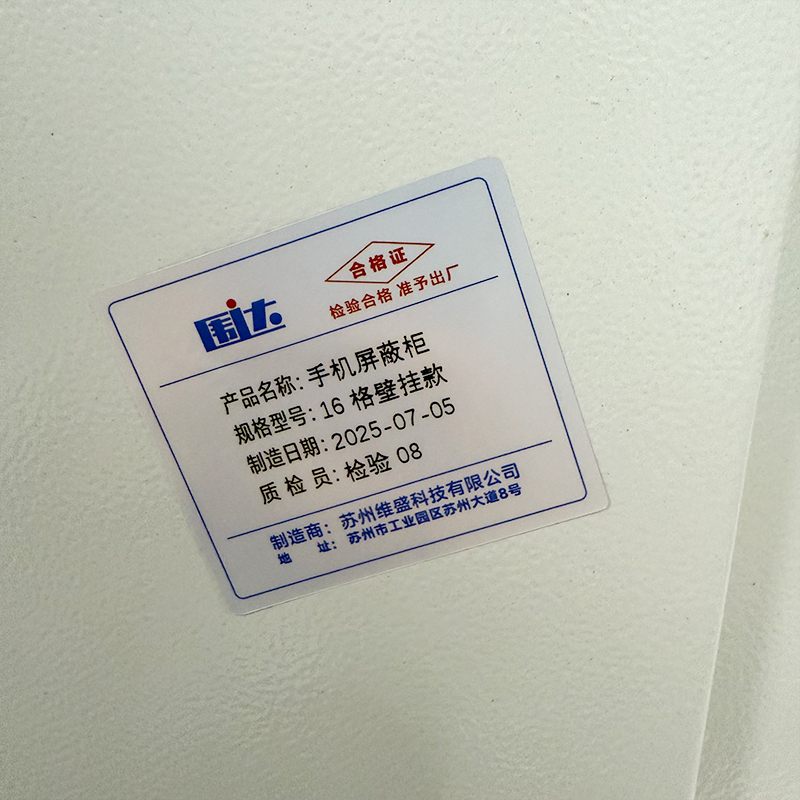 围达
合格证
检验合格 准予出厂
产品名称：手机屏蔽柜
规格型号：16 格壁挂款
制造日期：2025-07-05
质 检 员：检验 08
制造商：苏州维盛科技有限公司
地 址：苏州市工业园区苏州大道8号